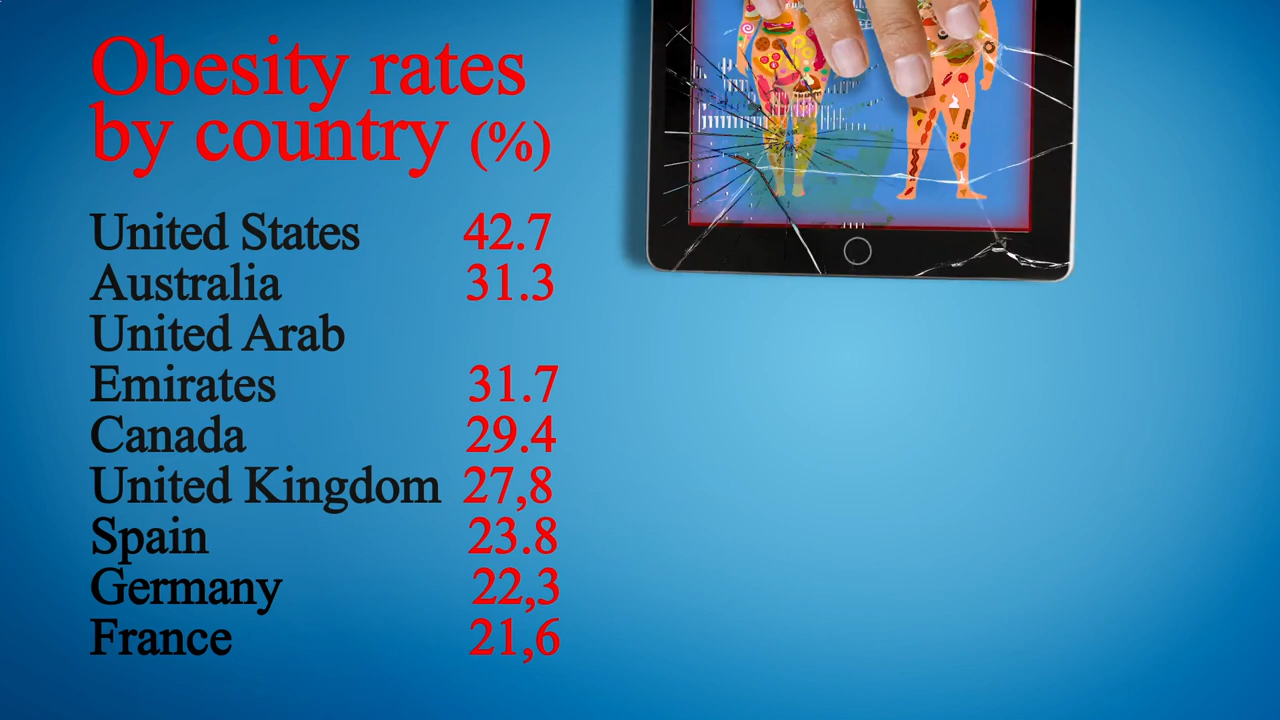 Obesity rates
by country (%)
United States 42.7
Australia 31.3
United Arab
Emirates 31.7
Canada 29.4
United Kingdom 27,8
Spain 23.8
Germany 22,3
France 21,6